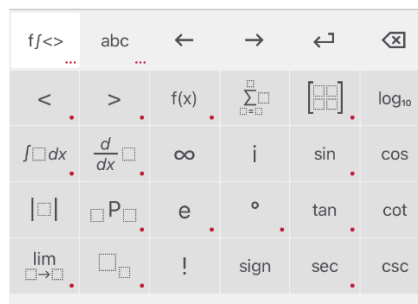 f∫<> abc ← → ↵ ⌫
< > f(x) ∑□ □ □=□ [□□□□] log₁₀
∫□dx d/dx □ ∞ i sin cos
|□| □P□ e ° tan cot
lim □→□ □□ ! sign sec csc